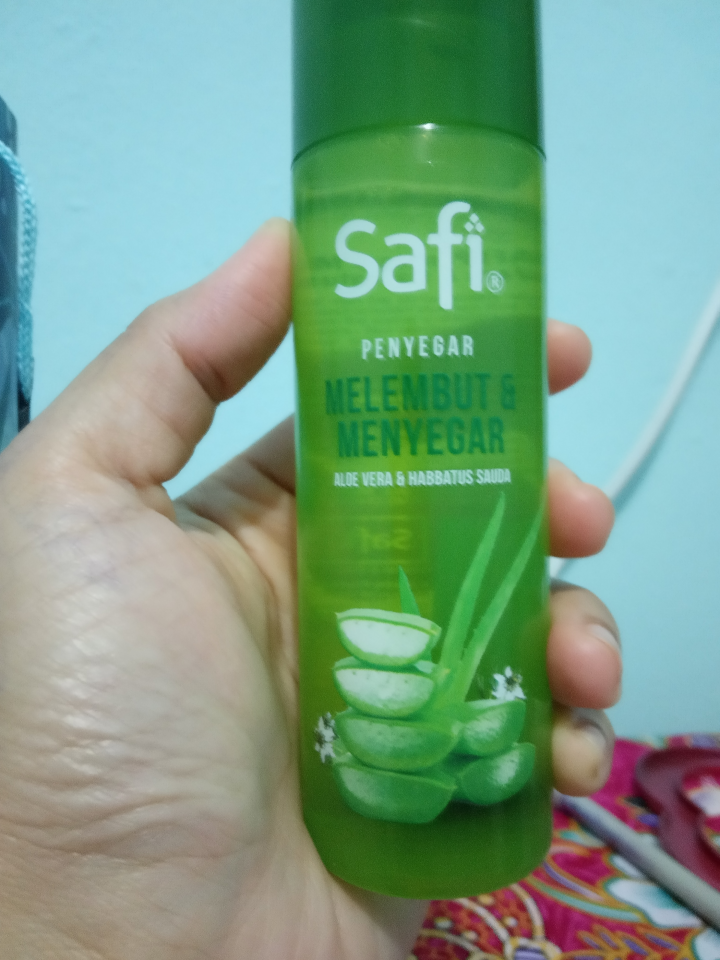 Safi®
PENYEGAR
MELEMBUT &
MENYEGAR
ALOE VERA & HABBATUS SAUDA